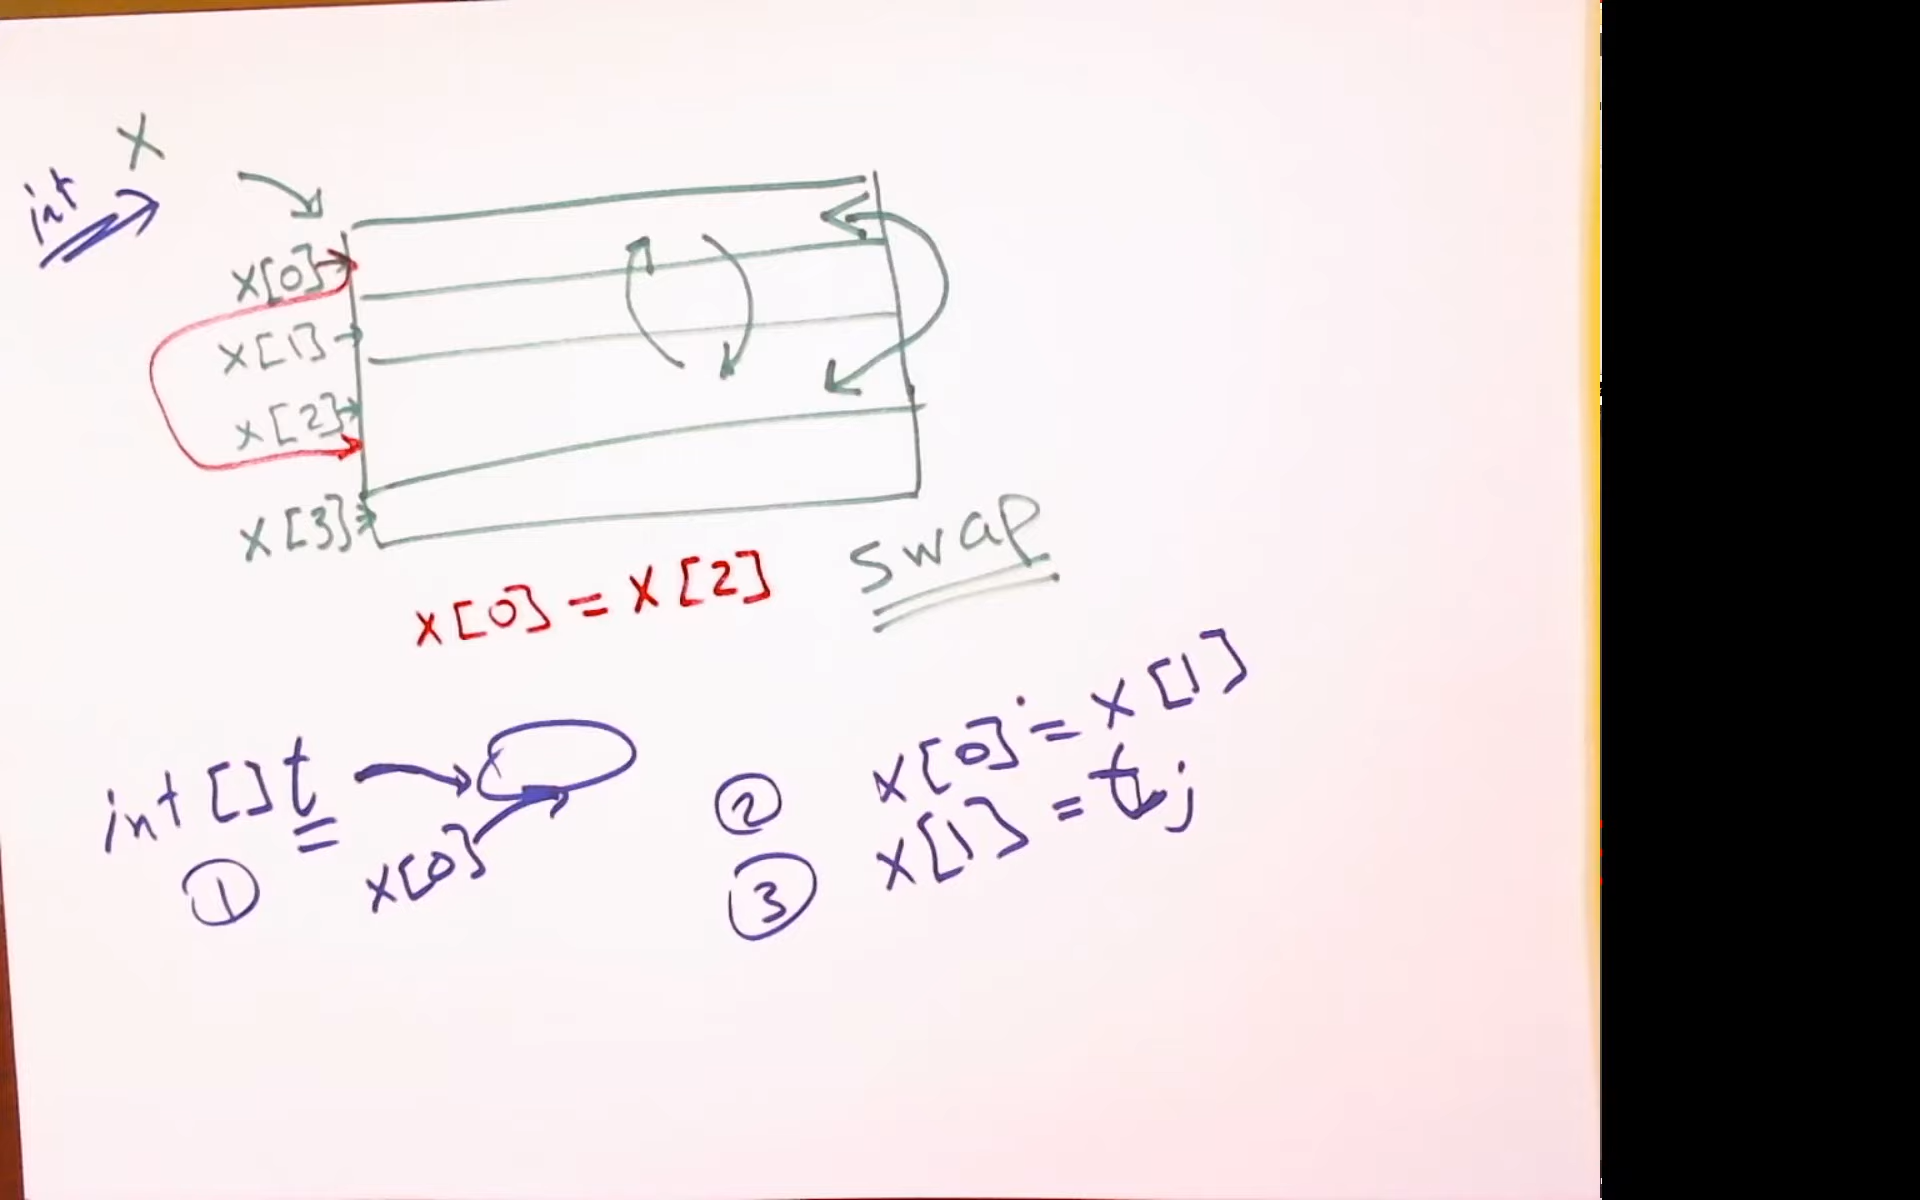 X
int
x[0]
x[1]
x[2]
x[3]
swap
x[0] = x[2]
int [] t
x[0]
①
② x[0] = x[1]
③ x[1] = t;